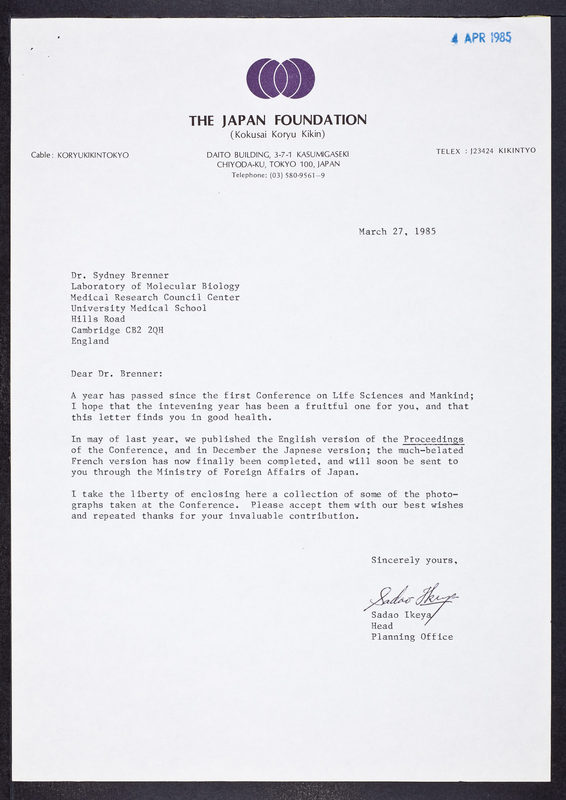 4 APR 1985
THE JAPAN FOUNDATION
(Kokusai Koryu Kikin)
Cable: KORYUKIKINTOKYO
DAITO BUILDING, 3-7-1 KASUMIGASEKI
CHIYODA-KU, TOKYO 100, JAPAN
Telephone: (03) 580-9561-9
TELEX : J23424 KIKINTYO
March 27, 1985
Dr. Sydney Brenner
Laboratory of Molecular Biology
Medical Research Council Center
University Medical School
Hills Road
Cambridge CB2 2QH
England
Dear Dr. Brenner:
A year has passed since the first Conference on Life Sciences and Mankind;
I hope that the intevening year has been a fruitful one for you, and that
this letter finds you in good health.
In may of last year, we published the English version of the Proceedings
of the Conference, and in December the Japnese version; the much-belated
French version has now finally been completed, and will soon be sent to
you through the Ministry of Foreign Affairs of Japan.
I take the liberty of enclosing here a collection of some of the photo-
graphs taken at the Conference.  Please accept them with our best wishes
and repeated thanks for your invaluable contribution.
Sincerely yours,
Sadao Ikeya
Sadao Ikeya
Head
Planning Office